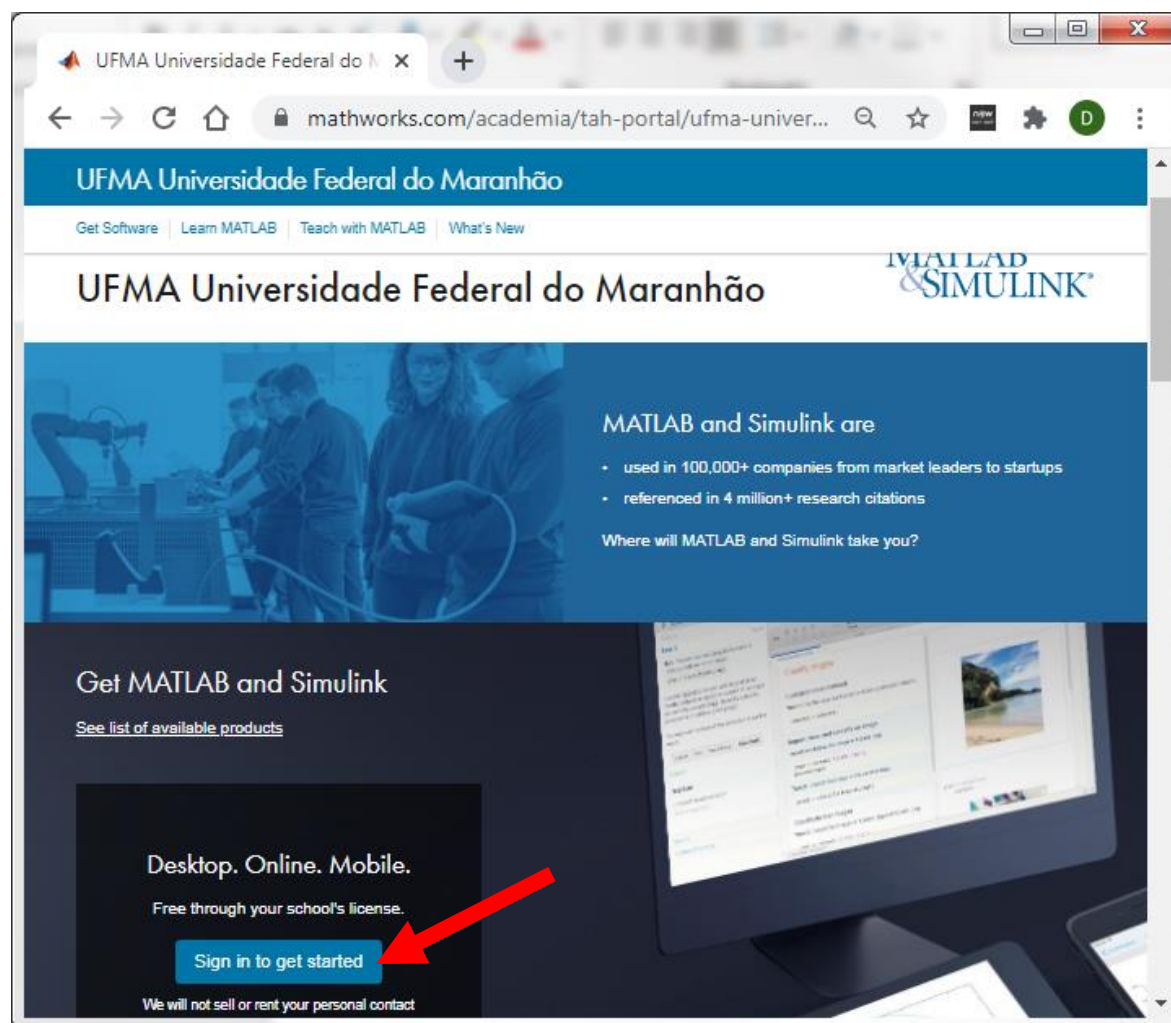 UFMA Universidade Federal do
mathworks.com/academia/tah-portal/ufma-univer...
D
UFMA Universidade Federal do Maranhão
Get Software Learn MATLAB Teach with MATLAB What's New
MATLAB
UFMA Universidade Federal do Maranhão
&SIMULINK®
MATLAB and Simulink are
• used in 100,000+ companies from market leaders to startups
• referenced in 4 million+ research citations
Where will MATLAB and Simulink take you?
Get MATLAB and Simulink
See list of available products
Desktop. Online. Mobile.
Free through your school's license.
Sign in to get started
We will not sell or rent your personal contact